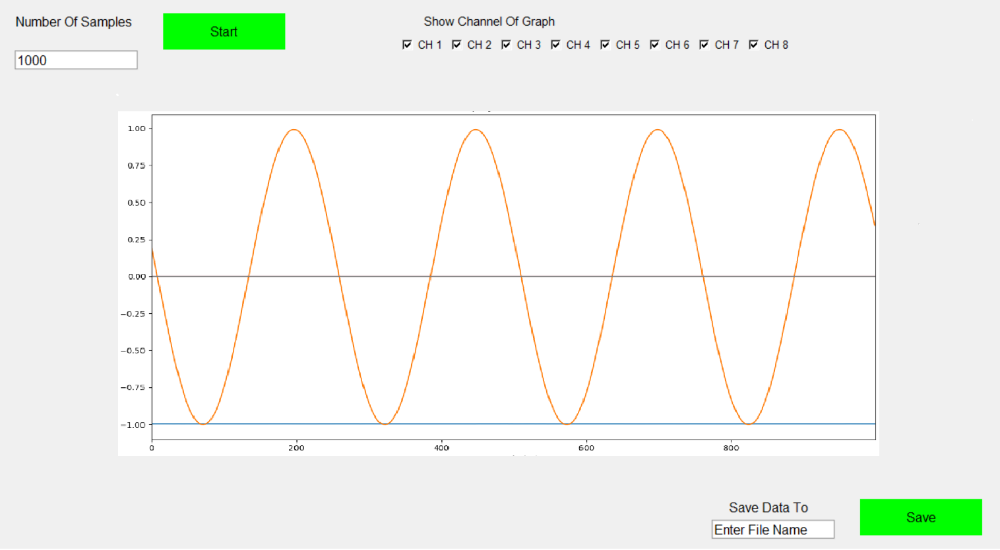 Number Of Samples
Start
Show Channel Of Graph
CH 1 CH 2 CH 3 CH 4 CH 5 CH 6 CH 7 CH 8
1000
1.00
0.75
0.50
0.25
0.00
−0.25
−0.50
−0.75
−1.00
0 200 400 600 800
Save Data To
Enter File Name
Save